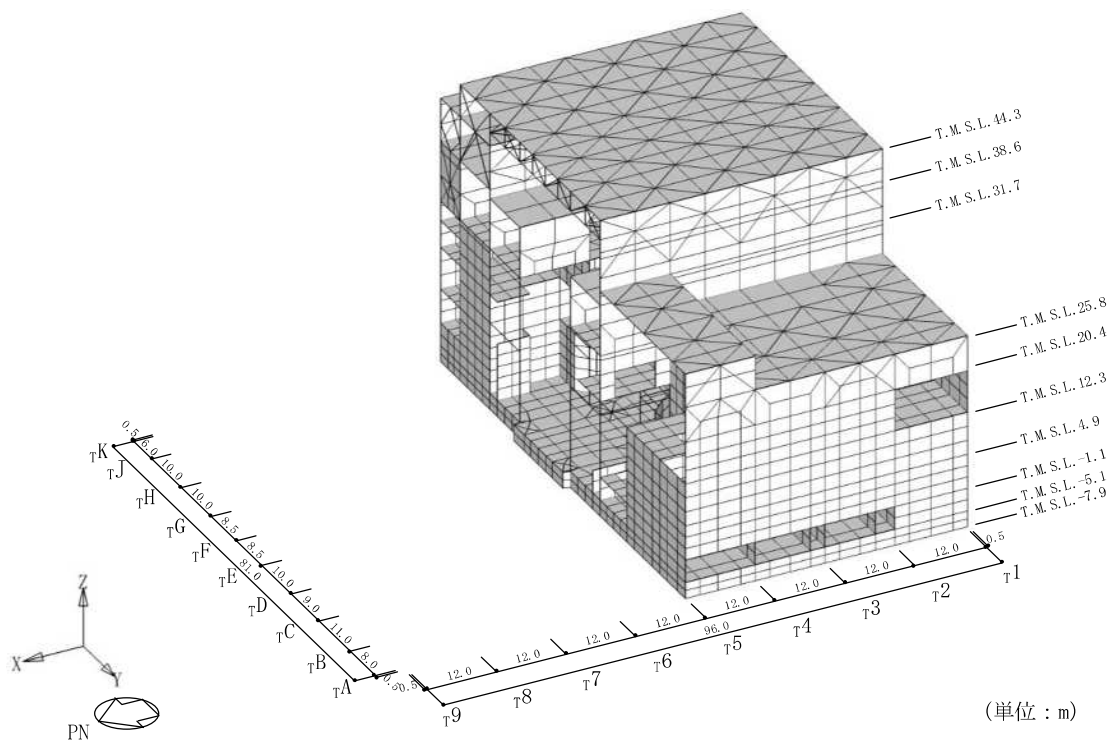 T.M.S.L.44.3
T.M.S.L.38.6
T.M.S.L.31.7
T.M.S.L.25.8
T.M.S.L.20.4
T.M.S.L.12.3
T.M.S.L.4.9
T.M.S.L.-1.1
T.M.S.L.-5.1
T.M.S.L.-7.9
TK
TJ
TH
TG
TF
TE
TD
TC
TB
TA
0.5
6.0
10.0
10.0
8.5
8.5
10.0
9.0
11.0
8.0
0.5
81.0
T9
T8
T7
T6
T5
T4
T3
T2
T1
0.5
12.0
12.0
12.0
12.0
12.0
12.0
12.0
12.0
0.5
96.0
Z
X
Y
PN
(単位:m)